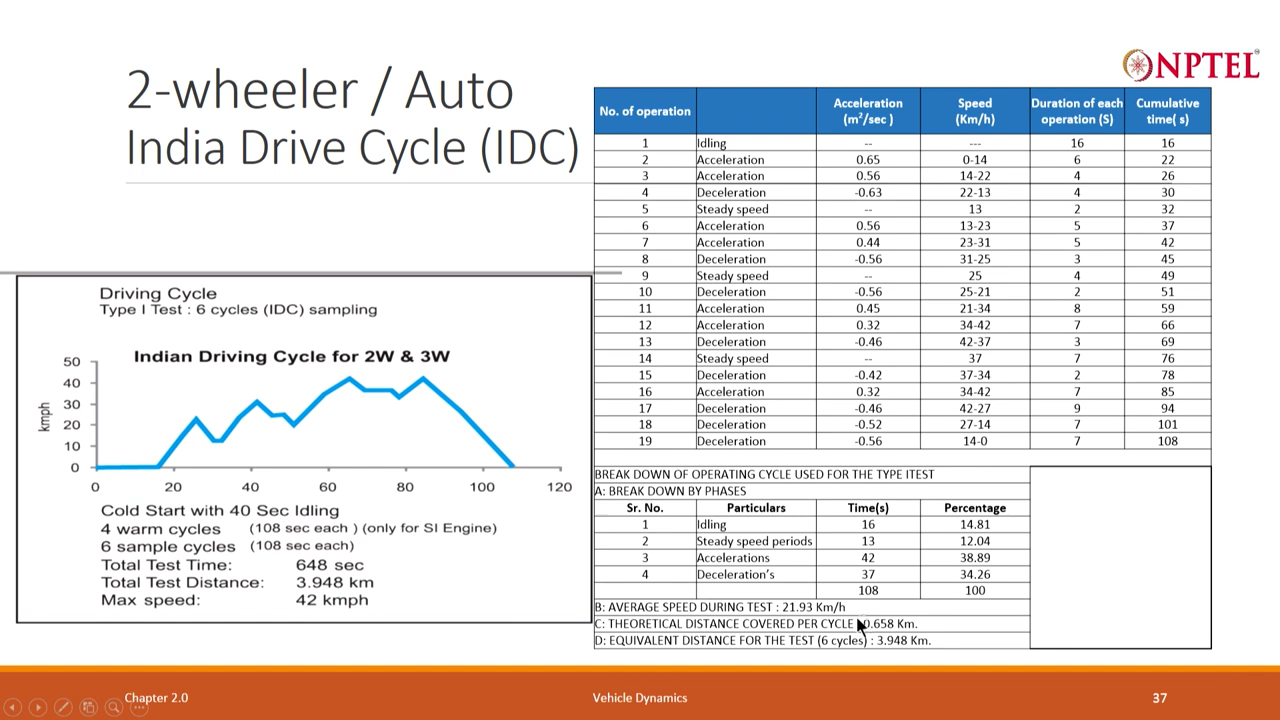 2-wheeler / Auto
India Drive Cycle (IDC)
NPTEL
No. of operation Acceleration (m²/sec ) Speed (Km/h) Duration of each operation (S) Cumulative time( s)
1 Idling -- --- 16 16
2 Acceleration 0.65 0-14 6 22
3 Acceleration 0.56 14-22 4 26
4 Deceleration -0.63 22-13 4 30
5 Steady speed -- 13 2 32
6 Acceleration 0.56 13-23 5 37
7 Acceleration 0.44 23-31 5 42
8 Deceleration -0.56 31-25 3 45
9 Steady speed -- 25 4 49
10 Deceleration -0.56 25-21 2 51
11 Acceleration 0.45 21-34 8 59
12 Acceleration 0.32 34-42 7 66
13 Deceleration -0.46 42-37 3 69
14 Steady speed -- 37 7 76
15 Deceleration -0.42 37-34 2 78
16 Acceleration 0.32 34-42 7 85
17 Deceleration -0.46 42-27 9 94
18 Deceleration -0.52 27-14 7 101
19 Deceleration -0.56 14-0 7 108
BREAK DOWN OF OPERATING CYCLE USED FOR THE TYPE ITEST
A: BREAK DOWN BY PHASES
Sr. No. Particulars Time(s) Percentage
1 Idling 16 14.81
2 Steady speed periods 13 12.04
3 Accelerations 42 38.89
4 Deceleration's 37 34.26
108 100
B: AVERAGE SPEED DURING TEST : 21.93 Km/h
C: THEORETICAL DISTANCE COVERED PER CYCLE 0.658 Km.
D: EQUIVALENT DISTANCE FOR THE TEST (6 cycles) : 3.948 Km.
Driving Cycle
Type I Test : 6 cycles (IDC) sampling
Indian Driving Cycle for 2W & 3W
kmph
50
40
30
20
10
0
0 20 40 60 80 100 120
Cold Start with 40 Sec Idling
4 warm cycles (108 sec each ) (only for SI Engine)
6 sample cycles (108 sec each)
Total Test Time: 648 sec
Total Test Distance: 3.948 km
Max speed: 42 kmph
Chapter 2.0 Vehicle Dynamics 37